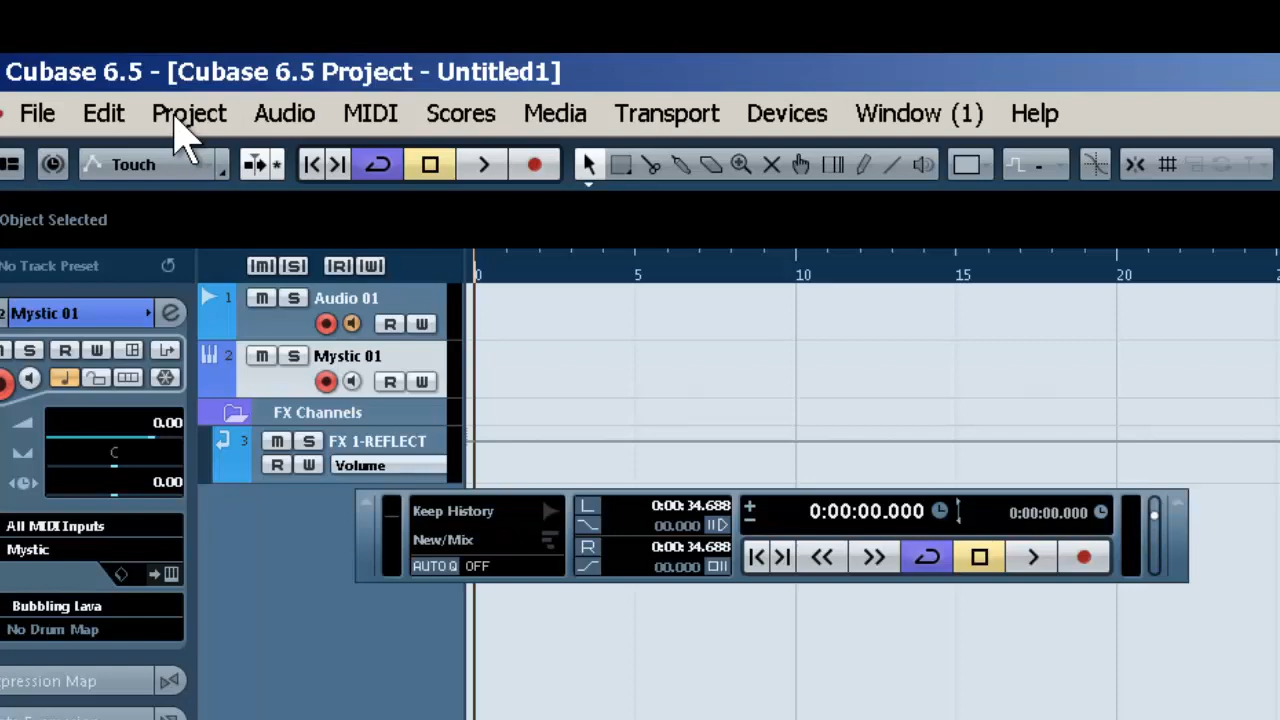 Cubase 6.5 - [Cubase 6.5 Project - Untitled1]
File Edit Project Audio MIDI Scores Media Transport Devices Window (1) Help
Touch
Object Selected
No Track Preset
M S R W
0 5 10 15 20
Mystic 01
1 M S Audio 01
R W
S R W
2 M S Mystic 01
R W
0.00
C
0.00
FX Channels
3 M S FX 1-REFLECT
R W Volume
All MIDI Inputs
Mystic
Bubbling Lava
No Drum Map
Keep History
New/Mix
AUTO Q OFF
L 0:00:34.688
00.000
R 0:00:34.688
00.000
0:00:00.000
0:00:00.000
pression Map